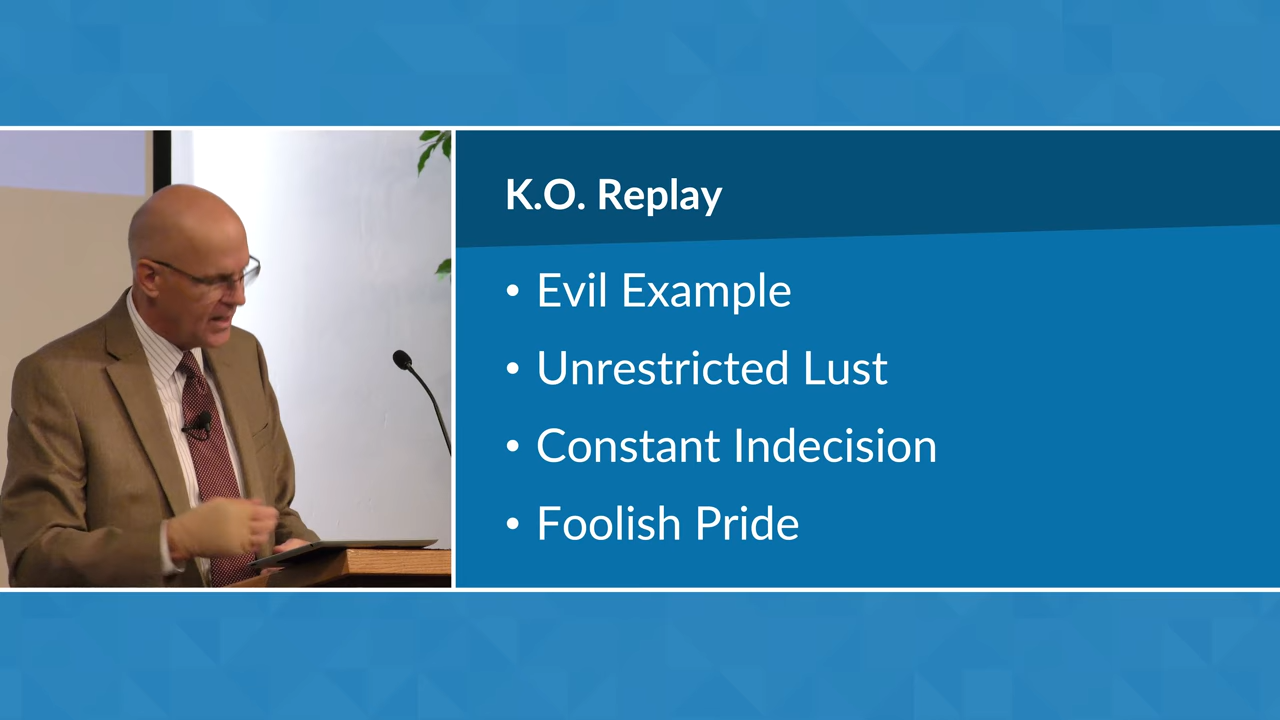 K.O. Replay
• Evil Example
• Unrestricted Lust
• Constant Indecision
• Foolish Pride